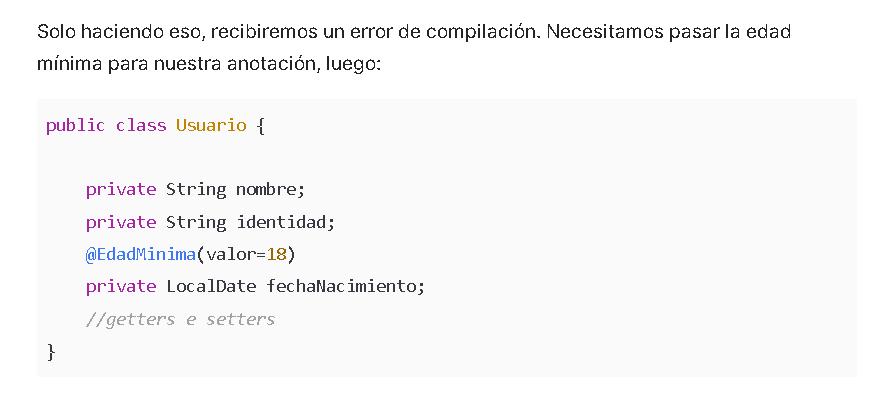 Solo haciendo eso, recibiremos un error de compilación. Necesitamos pasar la edad
mínima para nuestra anotación, luego:
public class Usuario {
private String nombre;
private String identidad;
@EdadMinima(valor=18)
private LocalDate fechaNacimiento;
//getters e setters
}